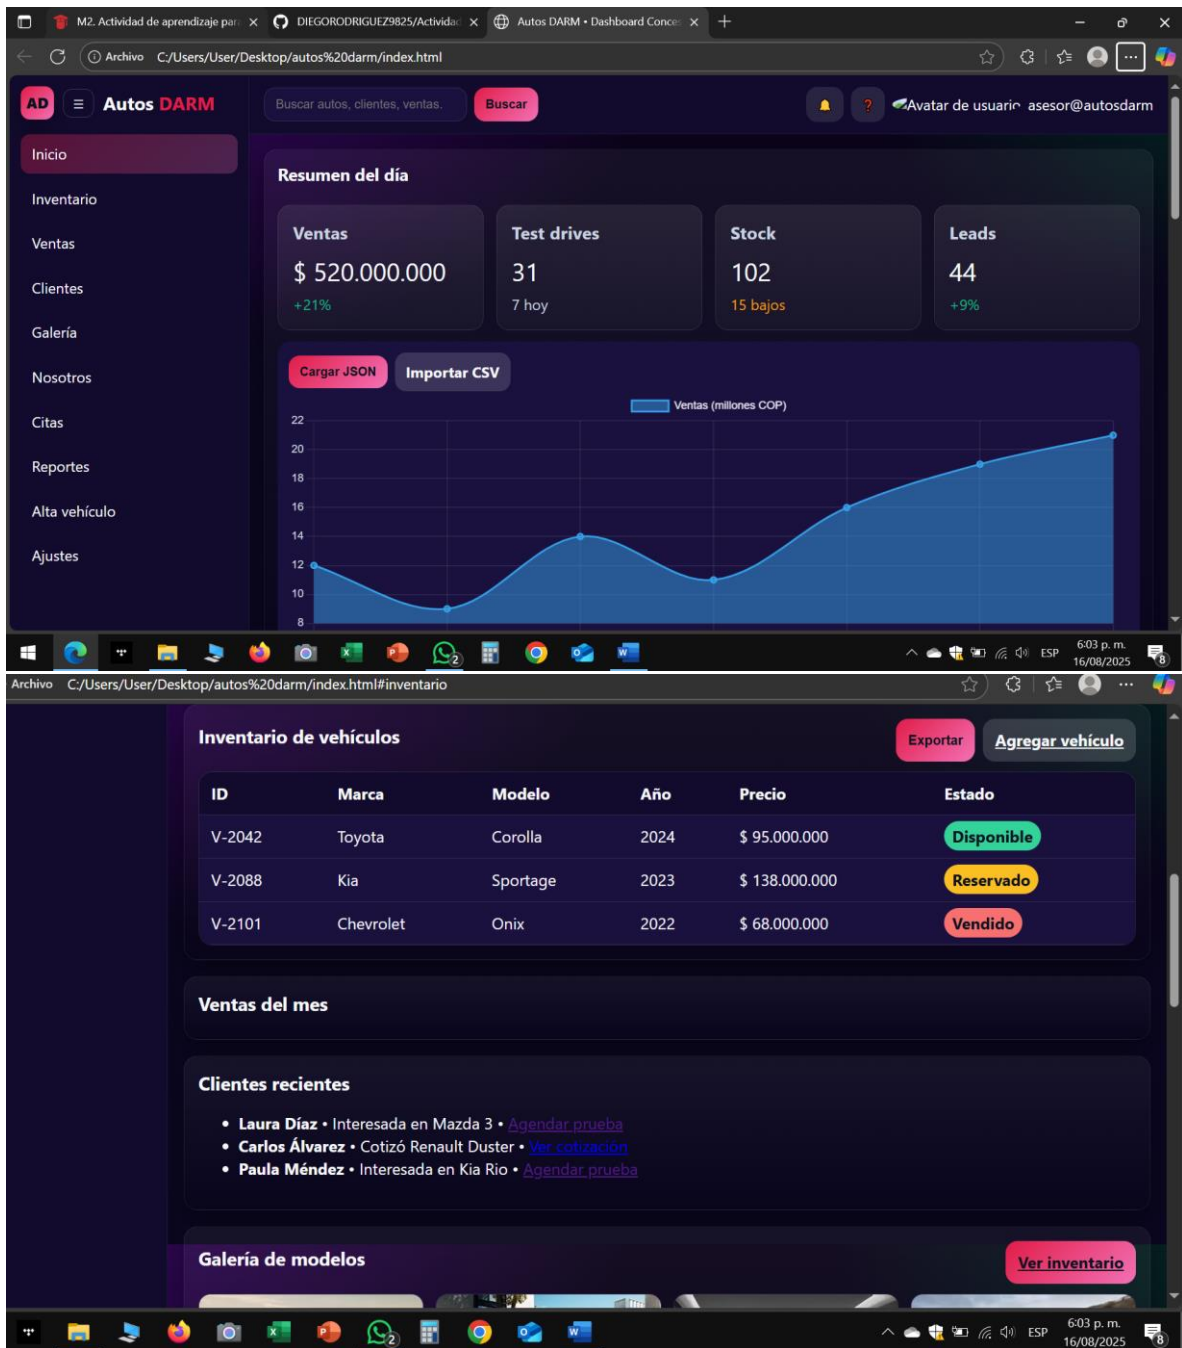 M2. Actividad de aprendizaje par
DIEGORODRIGUEZ9825/Actividad
Autos DARM • Dashboard Conces
Archivo C:/Users/User/Desktop/autos%20darm/index.html
AD
Autos DARM
Buscar autos, clientes, ventas.
Buscar
Avatar de usuario
asesor@autosdarm
Inicio
Inventario
Ventas
Clientes
Galería
Nosotros
Citas
Reportes
Alta vehículo
Ajustes
Resumen del día
Ventas
$ 520.000.000
+21%
Test drives
31
7 hoy
Stock
102
15 bajos
Leads
44
+9%
Cargar JSON
Importar CSV
Ventas (millones COP)
22
20
18
16
14
12
10
8
2
ESP
6:03 p. m.
16/08/2025
8
Archivo C:/Users/User/Desktop/autos%20darm/index.html#inventario
Inventario de vehículos
Exportar
Agregar vehículo
ID Marca Modelo Año Precio Estado
V-2042 Toyota Corolla 2024 $ 95.000.000 Disponible
V-2088 Kia Sportage 2023 $ 138.000.000 Reservado
V-2101 Chevrolet Onix 2022 $ 68.000.000 Vendido
Ventas del mes
Clientes recientes
• Laura Díaz • Interesada en Mazda 3 • Agendar prueba
• Carlos Álvarez • Cotizó Renault Duster • Ver cotización
• Paula Méndez • Interesada en Kia Rio • Agendar prueba
Galería de modelos
Ver inventario
2
ESP
6:03 p. m.
16/08/2025
8